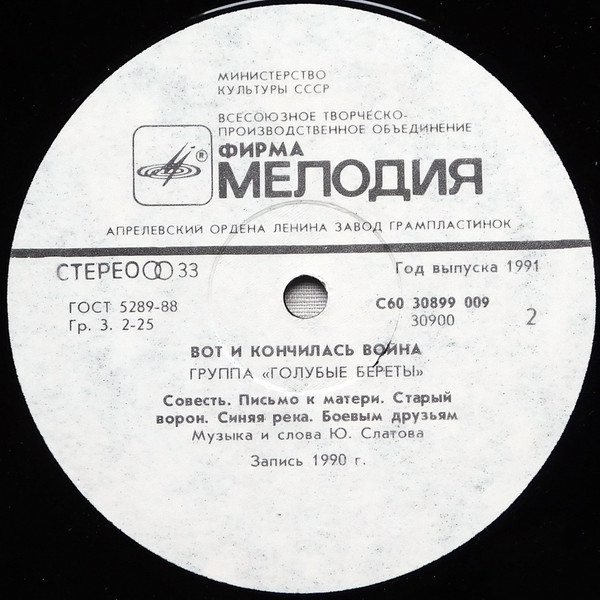 МИНИСТЕРСТВО
КУЛЬТУРЫ СССР
ВСЕСОЮЗНОЕ ТВОРЧЕСКО-
ПРОИЗВОДСТВЕННОЕ ОБЪЕДИНЕНИЕ
ФИРМА
® МЕЛОДИЯ
АПРЕЛЕВСКИЙ ОРДЕНА ЛЕНИНА ЗАВОД ГРАМПЛАСТИНОК
СТЕРЕО 33 Год выпуска 1991
ГОСТ 5289-88 С60 30899 009
Гр. 3. 2-25 30900 2
ВОТ И КОНЧИЛАСЬ ВОЙНА
ГРУППА «ГОЛУБЫЕ БЕРЕТЫ»
Совесть. Письмо к матери. Старый
ворон. Синяя река. Боевым друзьям
Музыка и слова Ю. Слатова
Запись 1990 г.